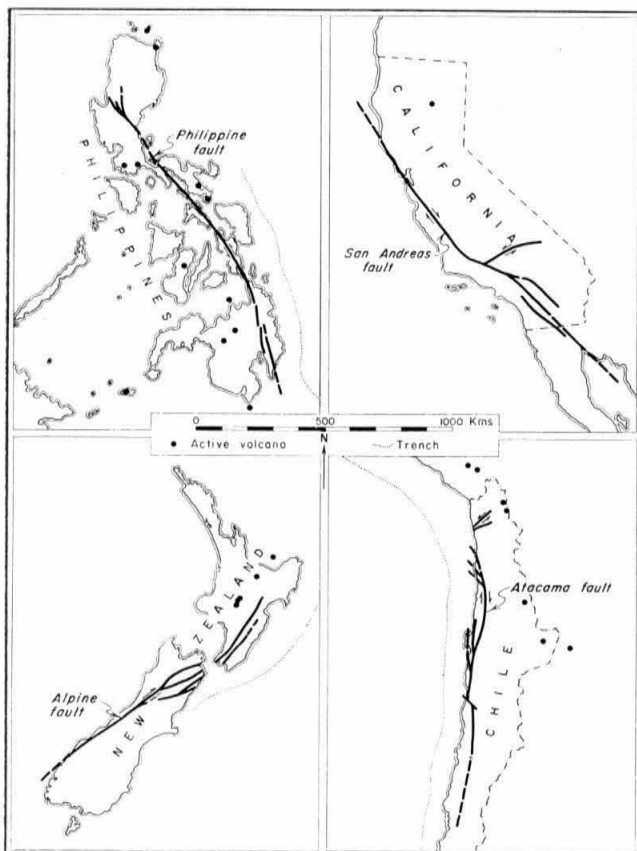 PHILIPPINES
Philippine
fault
CALIFORNIA
San Andreas
fault
0 500 1000 Kms
● Active volcano
N
Trench
NEW ZEALAND
Alpine
fault
Atacama fault
CHILE